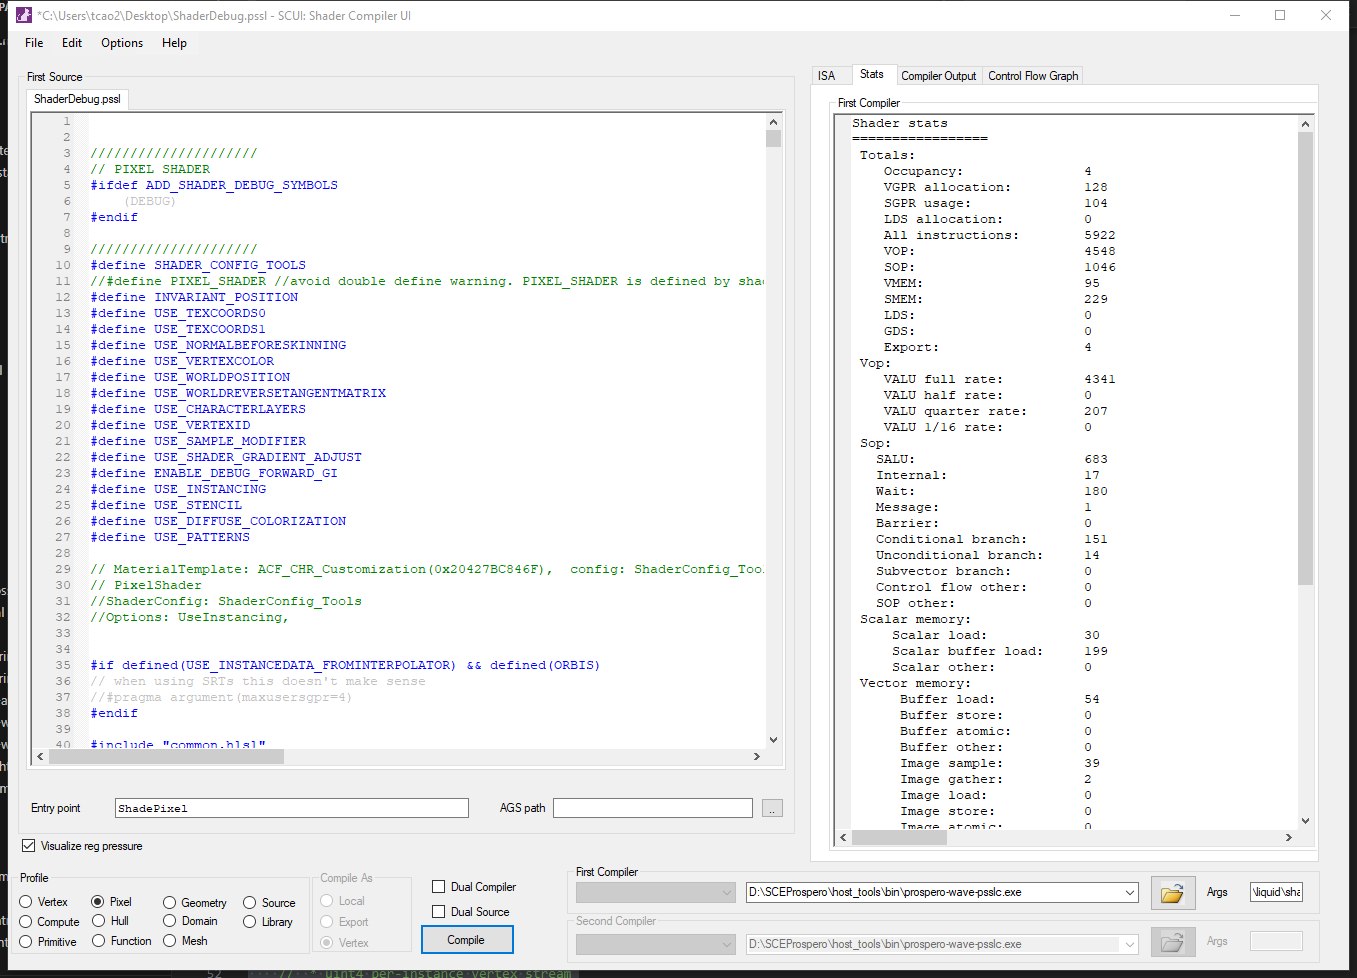 *C:\Users\tcao2\Desktop\ShaderDebug.pssl - SCUI: Shader Compiler UI
File Edit Options Help
First Source
ShaderDebug.pssl
1
2
3 /////////////////////
4 // PIXEL SHADER
5 #ifdef ADD_SHADER_DEBUG_SYMBOLS
6 (DEBUG)
7 #endif
8
9 /////////////////////
10 #define SHADER_CONFIG_TOOLS
11 //#define PIXEL_SHADER //avoid double define warning. PIXEL_SHADER is defined by shad
12 #define INVARIANT_POSITION
13 #define USE_TEXCOORDS0
14 #define USE_TEXCOORDS1
15 #define USE_NORMALBEFORESKINNING
16 #define USE_VERTEXCOLOR
17 #define USE_WORLDPOSITION
18 #define USE_WORLDREVERSETANGENTMATRIX
19 #define USE_CHARACTERLAYERS
20 #define USE_VERTEXID
21 #define USE_SAMPLE_MODIFIER
22 #define USE_SHADER_GRADIENT_ADJUST
23 #define ENABLE_DEBUG_FORWARD_GI
24 #define USE_INSTANCING
25 #define USE_STENCIL
26 #define USE_DIFFUSE_COLORIZATION
27 #define USE_PATTERNS
28
29 // MaterialTemplate: ACF_CHR_Customization(0x20427BC846F), config: ShaderConfig_Tool
30 // PixelShader
31 //ShaderConfig: ShaderConfig_Tools
32 //Options: UseInstancing,
33
34
35 #if defined(USE_INSTANCEDATA_FROMINTERPOLATOR) && defined(ORBIS)
36 // when using SRTs this doesn't make sense
37 //#pragma argument(maxusersgpr=4)
38 #endif
39
40 #include "common.hlsl"
Entry point ShadePixel AGS path ..
ISA Stats Compiler Output Control Flow Graph
First Compiler
Shader stats
=================
Totals:
Occupancy: 4
VGPR allocation: 128
SGPR usage: 104
LDS allocation: 0
All instructions: 5922
VOP: 4548
SOP: 1046
VMEM: 95
SMEM: 229
LDS: 0
GDS: 0
Export: 4
Vop:
VALU full rate: 4341
VALU half rate: 0
VALU quarter rate: 207
VALU 1/16 rate: 0
Sop:
SALU: 683
Internal: 17
Wait: 180
Message: 1
Barrier: 0
Conditional branch: 151
Unconditional branch: 14
Subvector branch: 0
Control flow other: 0
SOP other: 0
Scalar memory:
Scalar load: 30
Scalar buffer load: 199
Scalar other: 0
Vector memory:
Buffer load: 54
Buffer store: 0
Buffer atomic: 0
Buffer other: 0
Image sample: 39
Image gather: 2
Image load: 0
Image store: 0
Image atomic: 0
Visualize reg pressure
Profile
Vertex Pixel Geometry Source
Compute Hull Domain Library
Primitive Function Mesh
Compile As
Local
Export
Vertex
Dual Compiler
Dual Source
Compile
First Compiler
D:\SCEProspero\host_tools\bin\prospero-wave-psslc.exe Args \liquid\sha
Second Compiler
D:\SCEProspero\host_tools\bin\prospero-wave-psslc.exe Args
52 // * uint4 per-instance vertex stream